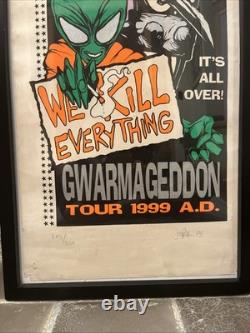 IT'S
ALL
OVER!
WE KILL
EVERYTHING
GWARMAGEDDON
TOUR 1999 A.D.